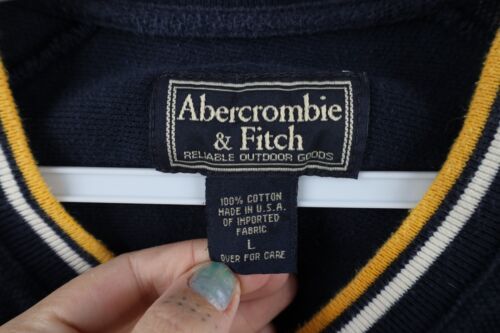 Abercrombie
& Fitch
RELIABLE OUTDOOR GOODS
100% COTTON
MADE IN U.S.A.
OF IMPORTED
FABRIC
L
OVER FOR CARE